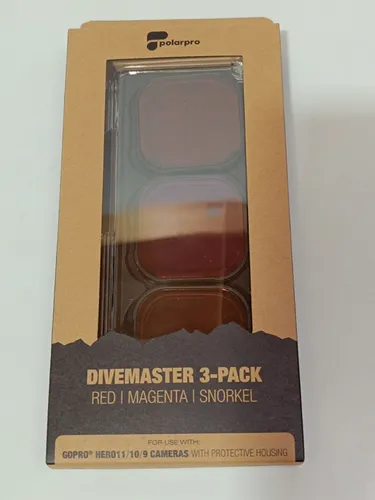 polarpro
DIVEMASTER 3-PACK
RED | MAGENTA | SNORKEL
FOR USE WITH:
GOPRO® HERO11/10/9 CAMERAS WITH PROTECTIVE HOUSING